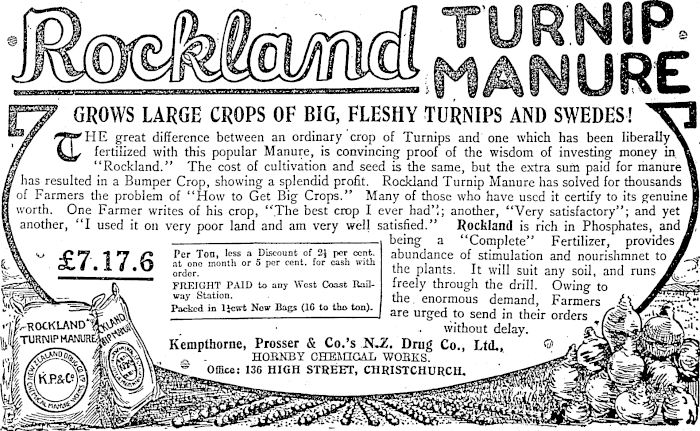 Rockland TURNIP
MANURE
GROWS LARGE CROPS OF BIG, FLESHY TURNIPS AND SWEDES!
THE great difference between an ordinary crop of Turnips and one which has been liberally
fertilized with this popular Manure, is convincing proof of the wisdom of investing money in
"Rockland." The cost of cultivation and seed is the same, but the extra sum paid for manure
has resulted in a Bumper Crop, showing a splendid profit. Rockland Turnip Manure has solved for thousands
of Farmers the problem of "How to Get Big Crops." Many of those who have used it certify to its genuine
worth. One Farmer writes of his crop, "The best crop I ever had"; another, "Very satisfactory"; and yet
another, "I used it on very poor land and am very well satisfied." Rockland is rich in Phosphates, and
being a "Complete" Fertilizer, provides
abundance of stimulation and nourishmnet to
the plants. It will suit any soil, and runs
freely through the drill. Owing to
the enormous demand, Farmers
are urged to send in their orders
without delay.
£7.17.6
Per Ton, less a Discount of 2½ per cent.
at one month or 5 per cent. for cash with
order.
FREIGHT PAID to any West Coast Rail-
way Station.
Packed in 1¼cwt New Bags (16 to the ton).
"ROCKLAND"
TURNIP MANURE
K.P.& Co
Kempthorne, Prosser & Co.'s N.Z. Drug Co., Ltd.,
HORNBY CHEMICAL WORKS.
Office: 136 HIGH STREET, CHRISTCHURCH.